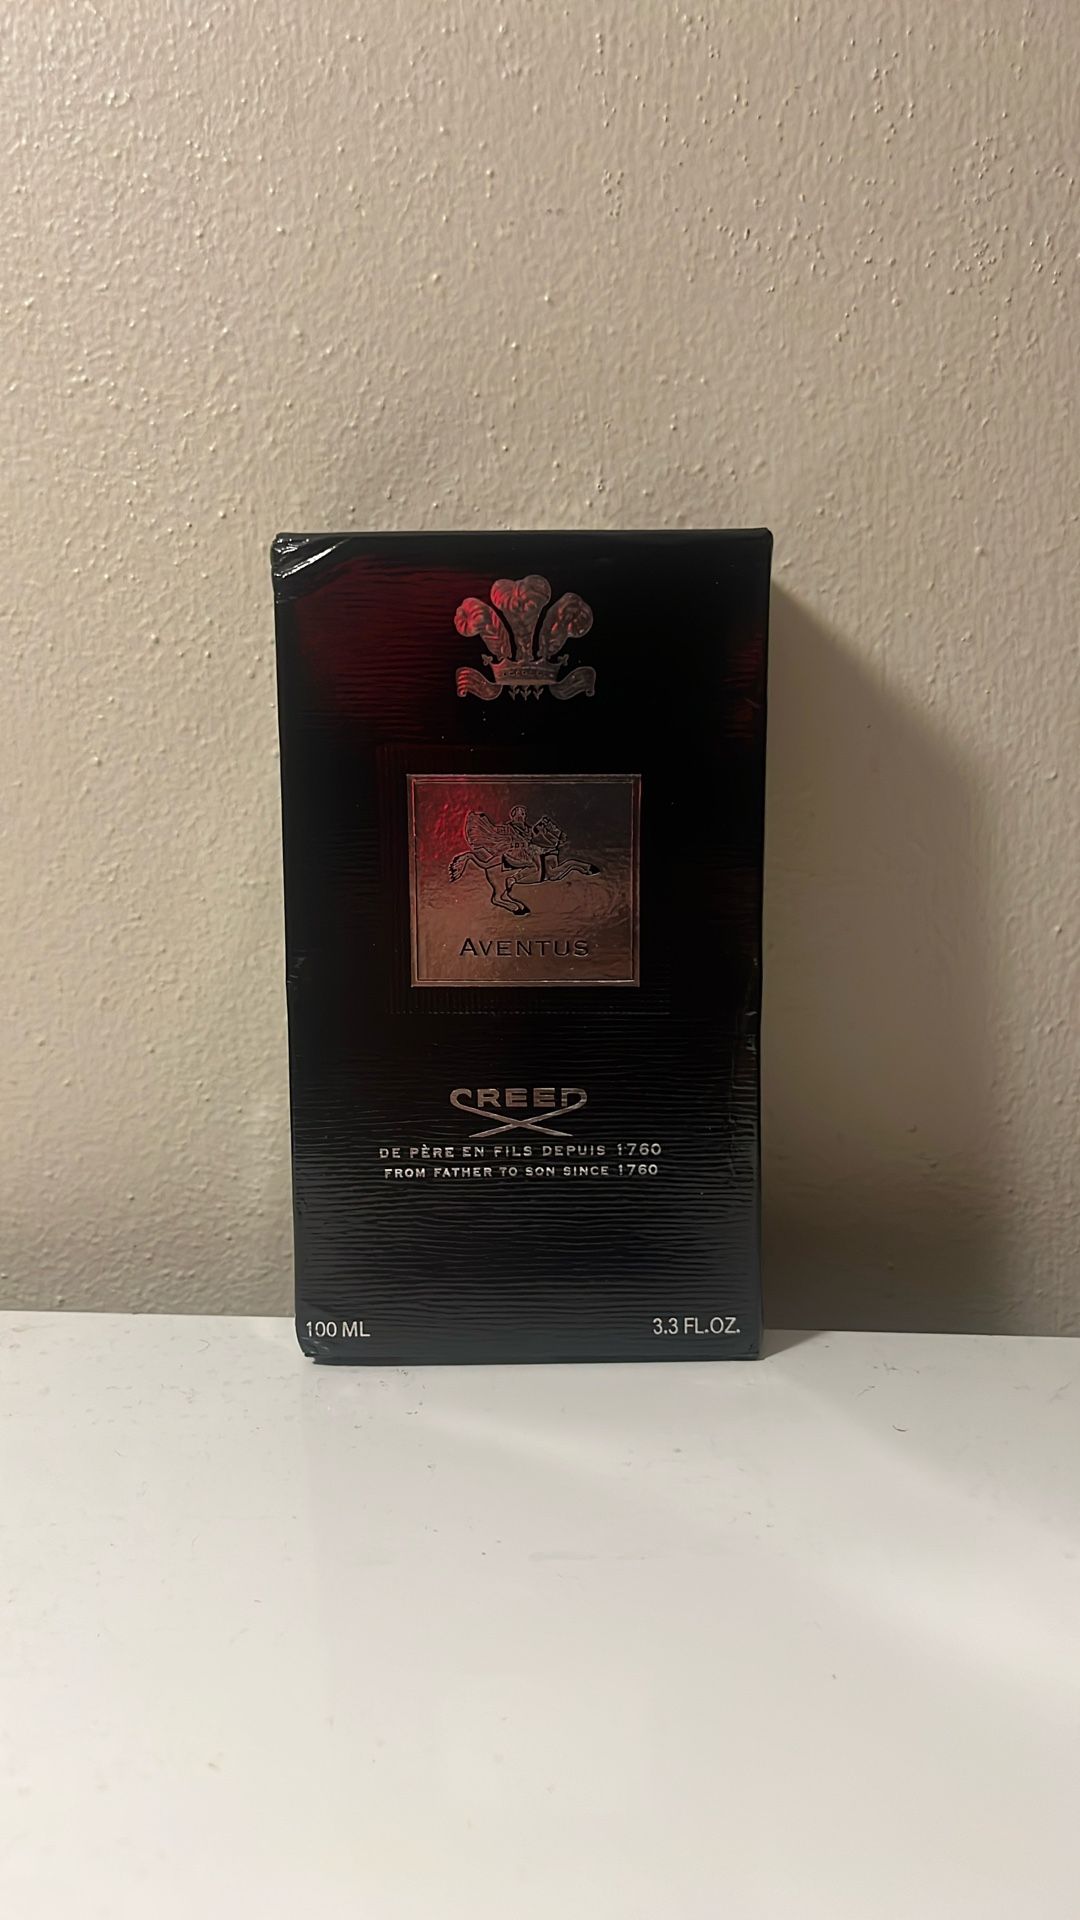 AVENTUS
CREED
DE PÈRE EN FILS DEPUIS 1760
FROM FATHER TO SON SINCE 1760
100 ML
3.3 FL.OZ.